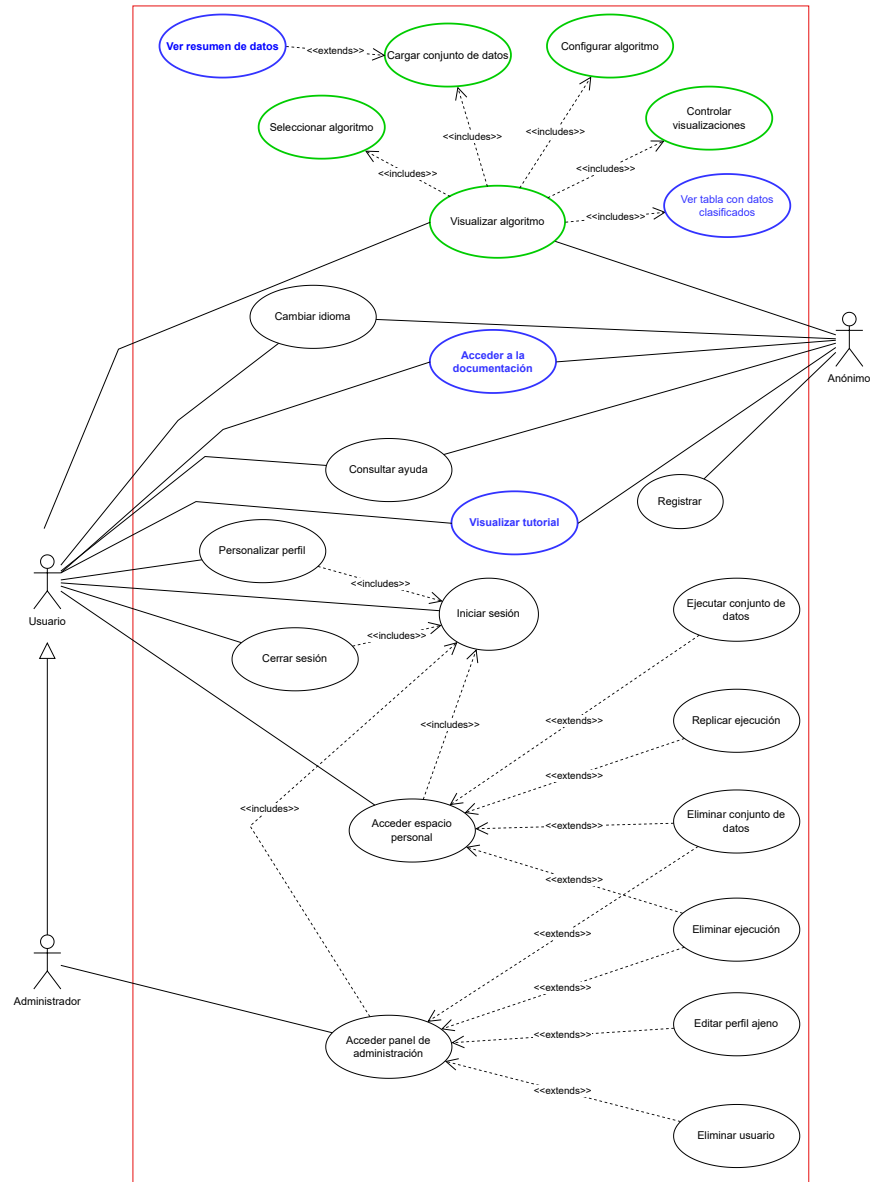 Ver resumen de datos
<<extends>>
Cargar conjunto de datos
Configurar algoritmo
Seleccionar algoritmo
<<includes>>
<<includes>>
Controlar
visualizaciones
<<includes>>
<<includes>>
Visualizar algoritmo
<<includes>>
Ver tabla con datos
clasificados
Cambiar idioma
Acceder a la
documentación
Anónimo
Consultar ayuda
Registrar
Visualizar tutorial
Personalizar perfil
<<includes>>
Usuario
Iniciar sesión
<<includes>>
Cerrar sesión
Ejecutar conjunto de
datos
<<includes>>
<<extends>>
Replicar ejecución
<<extends>>
<<includes>>
Acceder espacio
personal
<<extends>>
Eliminar conjunto de
datos
<<extends>>
Eliminar ejecución
<<extends>>
<<extends>>
Administrador
Acceder panel de
administración
<<extends>>
Editar perfil ajeno
<<extends>>
Eliminar usuario